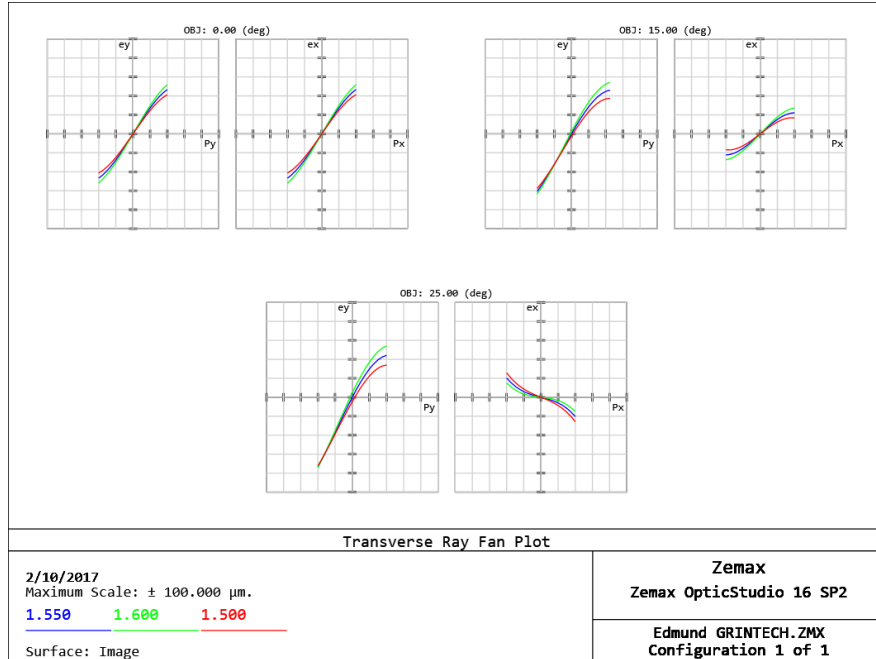 OBJ: 0.00 (deg)
ey
Py
ex
Px
OBJ: 15.00 (deg)
ey
Py
ex
Px
OBJ: 25.00 (deg)
ey
Py
ex
Px
Transverse Ray Fan Plot
2/10/2017
Maximum Scale: ± 100.000 µm.
1.550 1.600 1.500
Surface: Image
Zemax
Zemax OpticStudio 16 SP2
Edmund GRINTECH.ZMX
Configuration 1 of 1